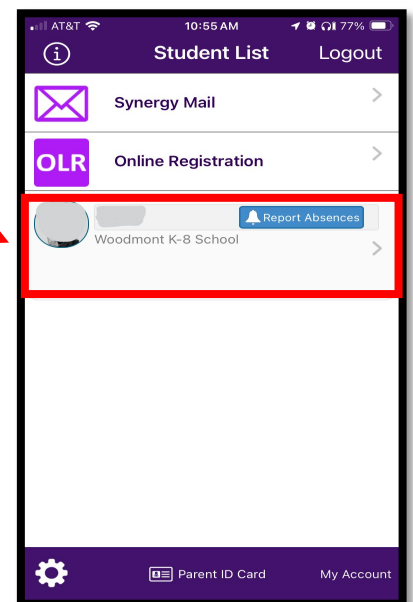 AT&T 10:55 AM 77%
Student List Logout
Synergy Mail
OLR Online Registration
Report Absences
Woodmont K-8 School
Parent ID Card My Account